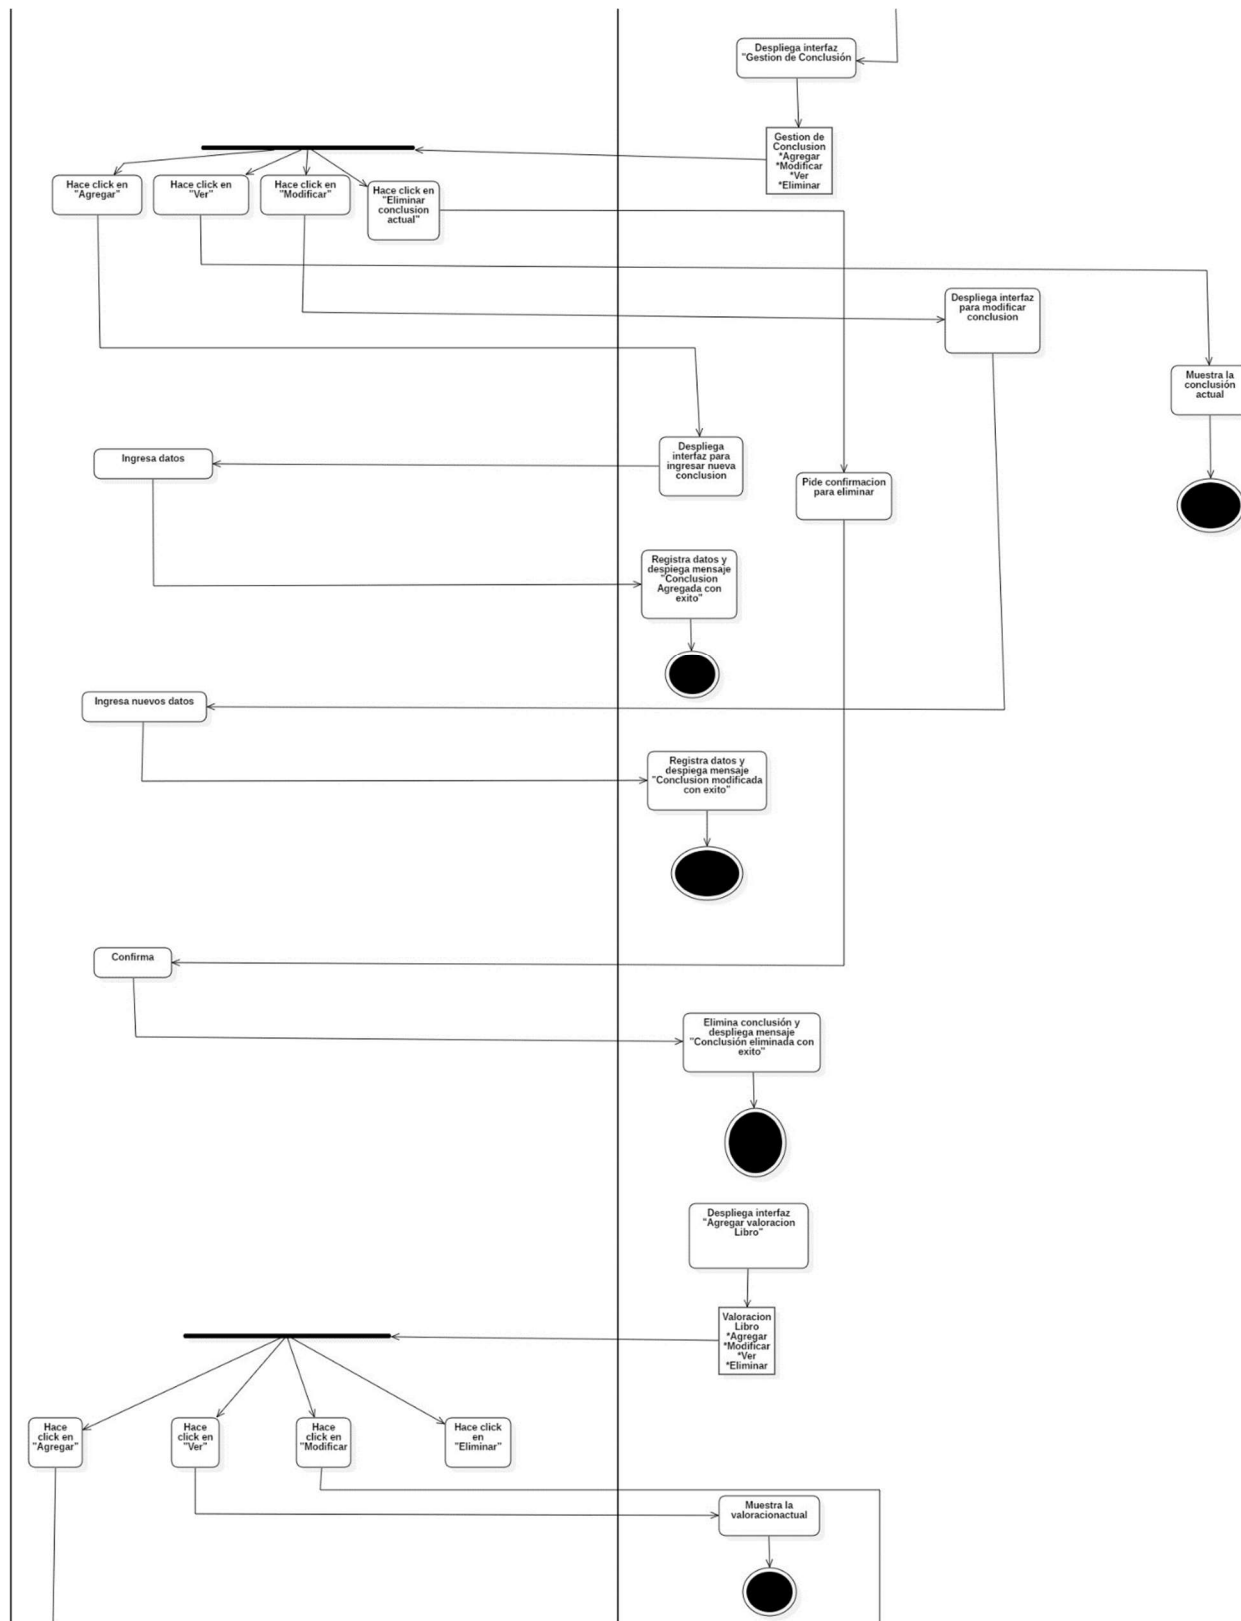 Despliega interfaz
"Gestion de Conclusión
Gestion de
Conclusion
*Agregar
*Modificar
*Ver
*Eliminar
Hace click en
"Agregar"
Hace click en
"Ver"
Hace click en
"Modificar"
Hace click en
"Eliminar
conclusion
actual"
Despliega interfaz
para modificar
conclusion
Muestra la
conclusión
actual
Despliega
interfaz para
ingresar nueva
conclusion
Ingresa datos
Pide confirmacion
para eliminar
Registra datos y
despiega mensaje
"Conclusion
Agregada con
exito"
Ingresa nuevos datos
Registra datos y
despiega mensaje
"Conclusion modificada
con exito"
Confirma
Elimina conclusión y
despliega mensaje
"Conclusión eliminada con
exito"
Despliega interfaz
"Agregar valoracion
Libro"
Valoracion
Libro
*Agregar
*Modificar
*Ver
*Eliminar
Hace
click en
"Agregar"
Hace
click en
"Ver"
Hace
click en
"Modificar
Hace click
en
"Eliminar"
Muestra la
valoracionactual